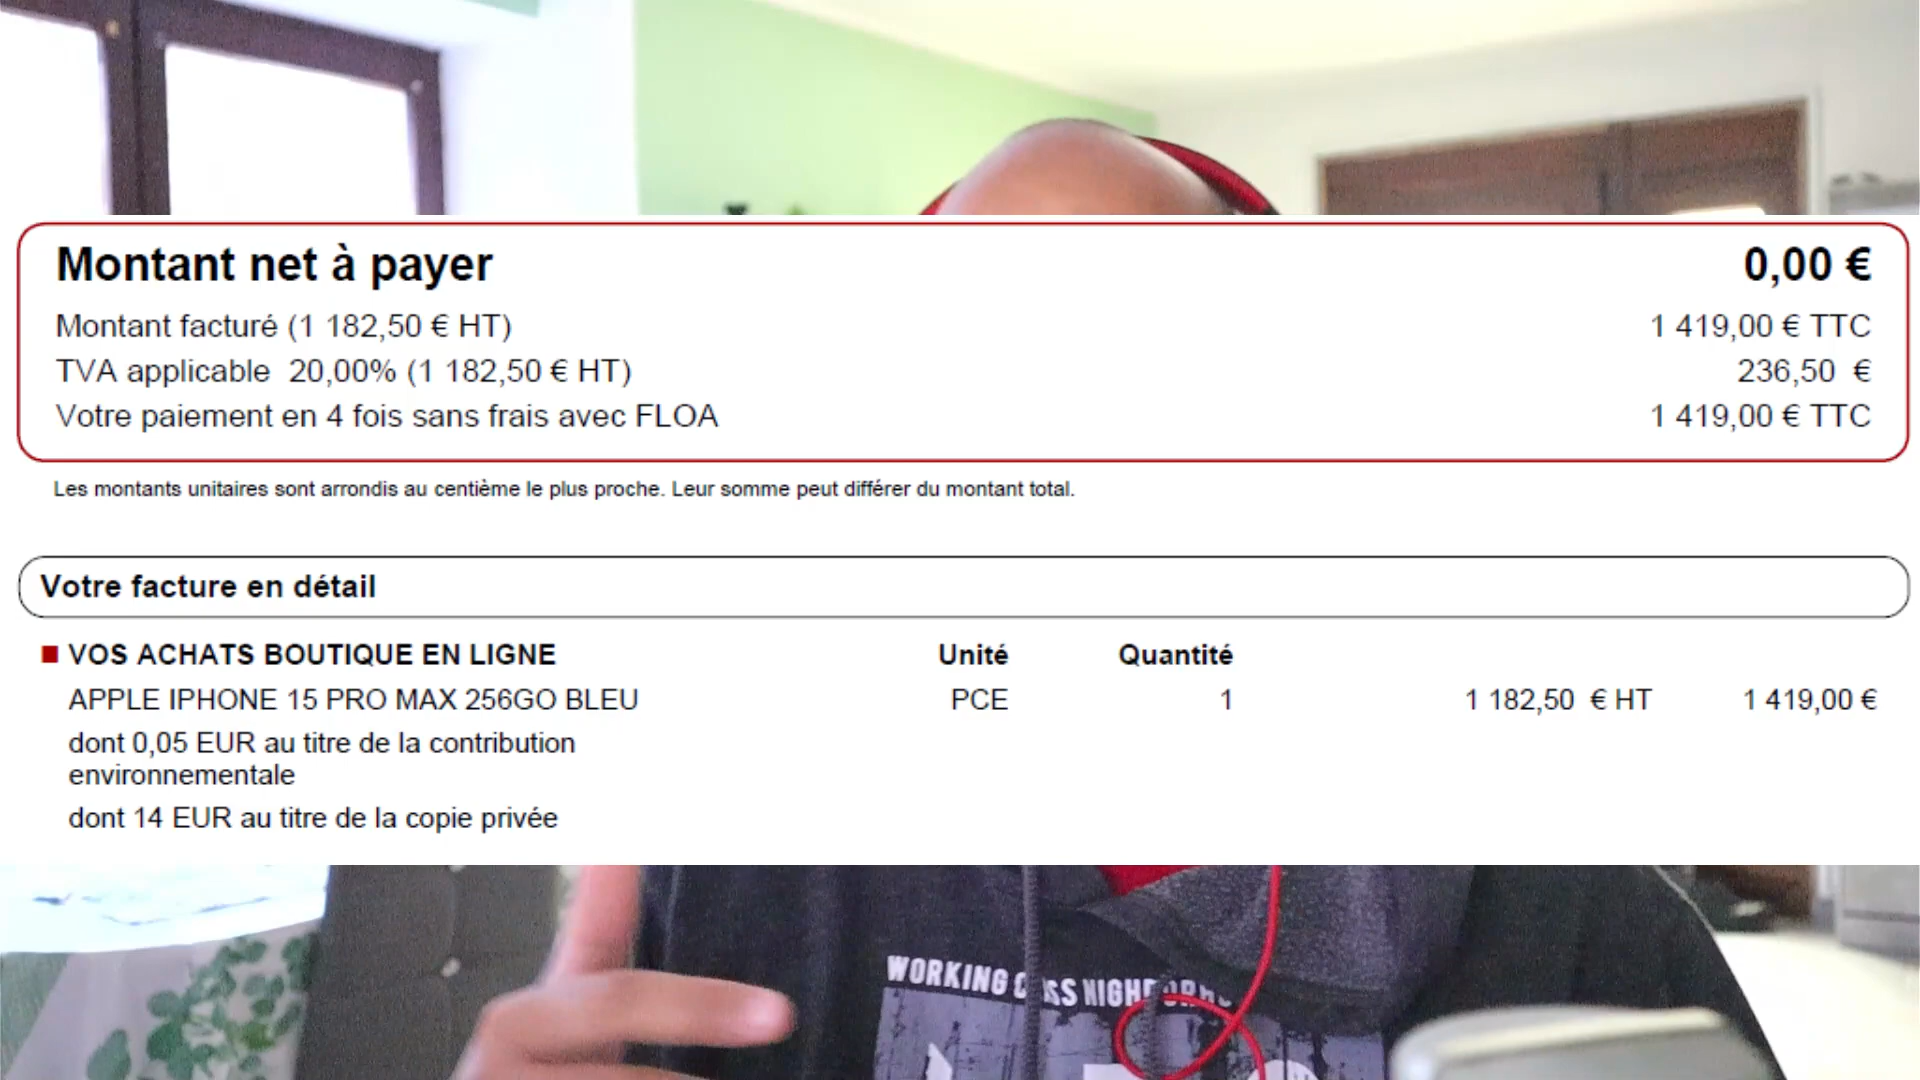 Montant net à payer 0,00 €
Montant facturé (1 182,50 € HT) 1 419,00 € TTC
TVA applicable 20,00% (1 182,50 € HT) 236,50 €
Votre paiement en 4 fois sans frais avec FLOA 1 419,00 € TTC
Les montants unitaires sont arrondis au centième le plus proche. Leur somme peut différer du montant total.
Votre facture en détail
VOS ACHATS BOUTIQUE EN LIGNE Unité Quantité
APPLE IPHONE 15 PRO MAX 256GO BLEU PCE 1 1 182,50 € HT 1 419,00 €
dont 0,05 EUR au titre de la contribution
environnementale
dont 14 EUR au titre de la copie privée
WORKING